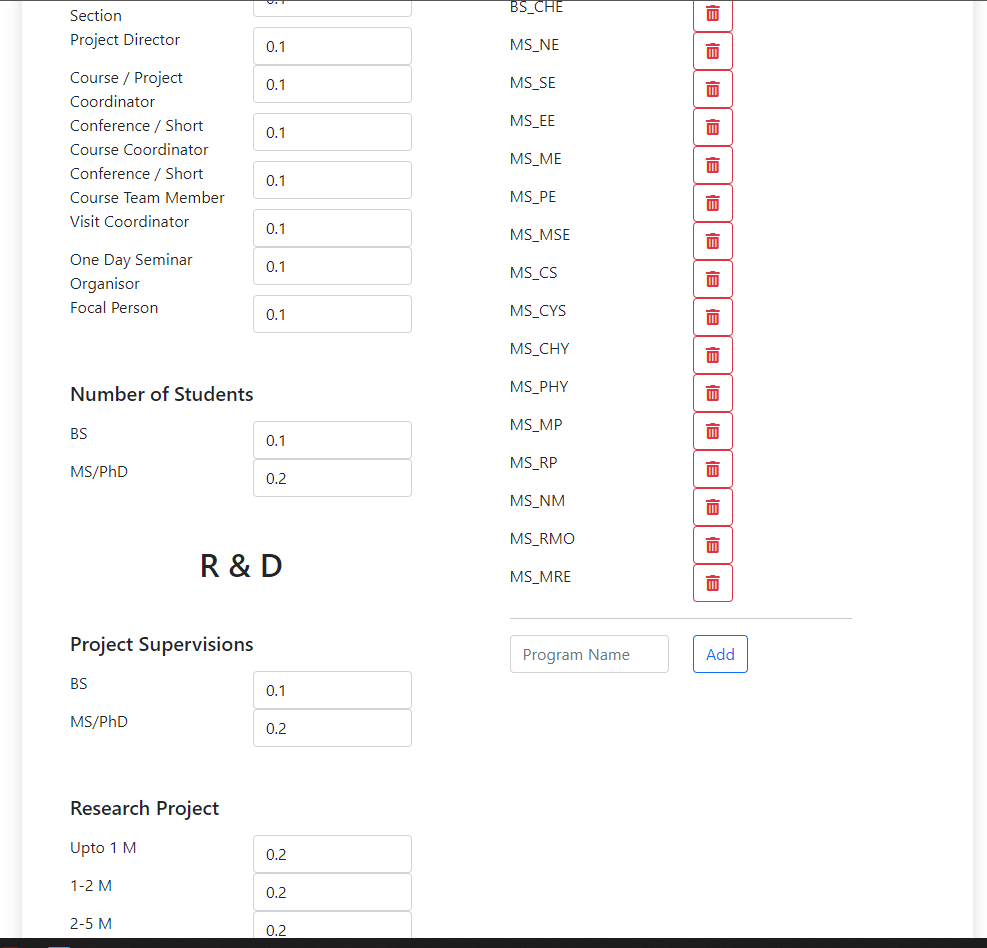 Section
Project Director
0.1
Course / Project
Coordinator
0.1
Conference / Short
Course Coordinator
0.1
Conference / Short
Course Team Member
0.1
Visit Coordinator
0.1
One Day Seminar
Organisor
0.1
Focal Person
0.1
Number of Students
BS
0.1
MS/PhD
0.2
R & D
Project Supervisions
BS
0.1
MS/PhD
0.2
Research Project
Upto 1 M
0.2
1-2 M
0.2
2-5 M
0.2
BS_CHE
MS_NE
MS_SE
MS_EE
MS_ME
MS_PE
MS_MSE
MS_CS
MS_CYS
MS_CHY
MS_PHY
MS_MP
MS_RP
MS_NM
MS_RMO
MS_MRE
Program Name
Add